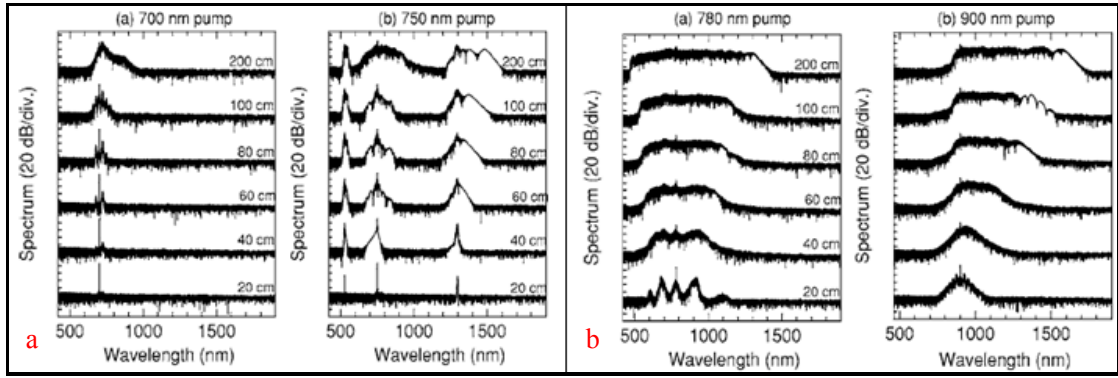 (a) 700 nm pump
(b) 750 nm pump
(a) 780 nm pump
(b) 900 nm pump
Spectrum (20 dB/div.)
200 cm
100 cm
80 cm
60 cm
40 cm
20 cm
500 1000 1500
Wavelength (nm)
a
Spectrum (20 dB/div.)
200 cm
100 cm
80 cm
60 cm
40 cm
20 cm
500 1000 1500
Wavelength (nm)
Spectrum (20 dB/div.)
200 cm
100 cm
80 cm
60 cm
40 cm
20 cm
500 1000 1500
Wavelength (nm)
b
Spectrum (20 dB/div.)
200 cm
100 cm
80 cm
60 cm
40 cm
20 cm
500 1000 1500
Wavelength (nm)